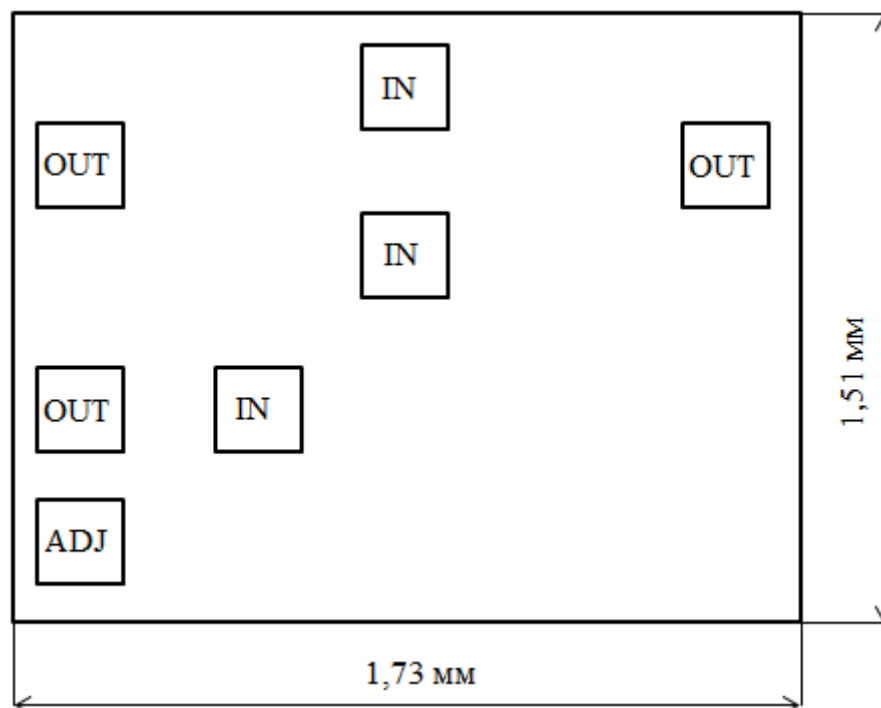 IN
OUT
OUT
IN
1,51 мм
OUT
IN
ADJ
1,73 мм